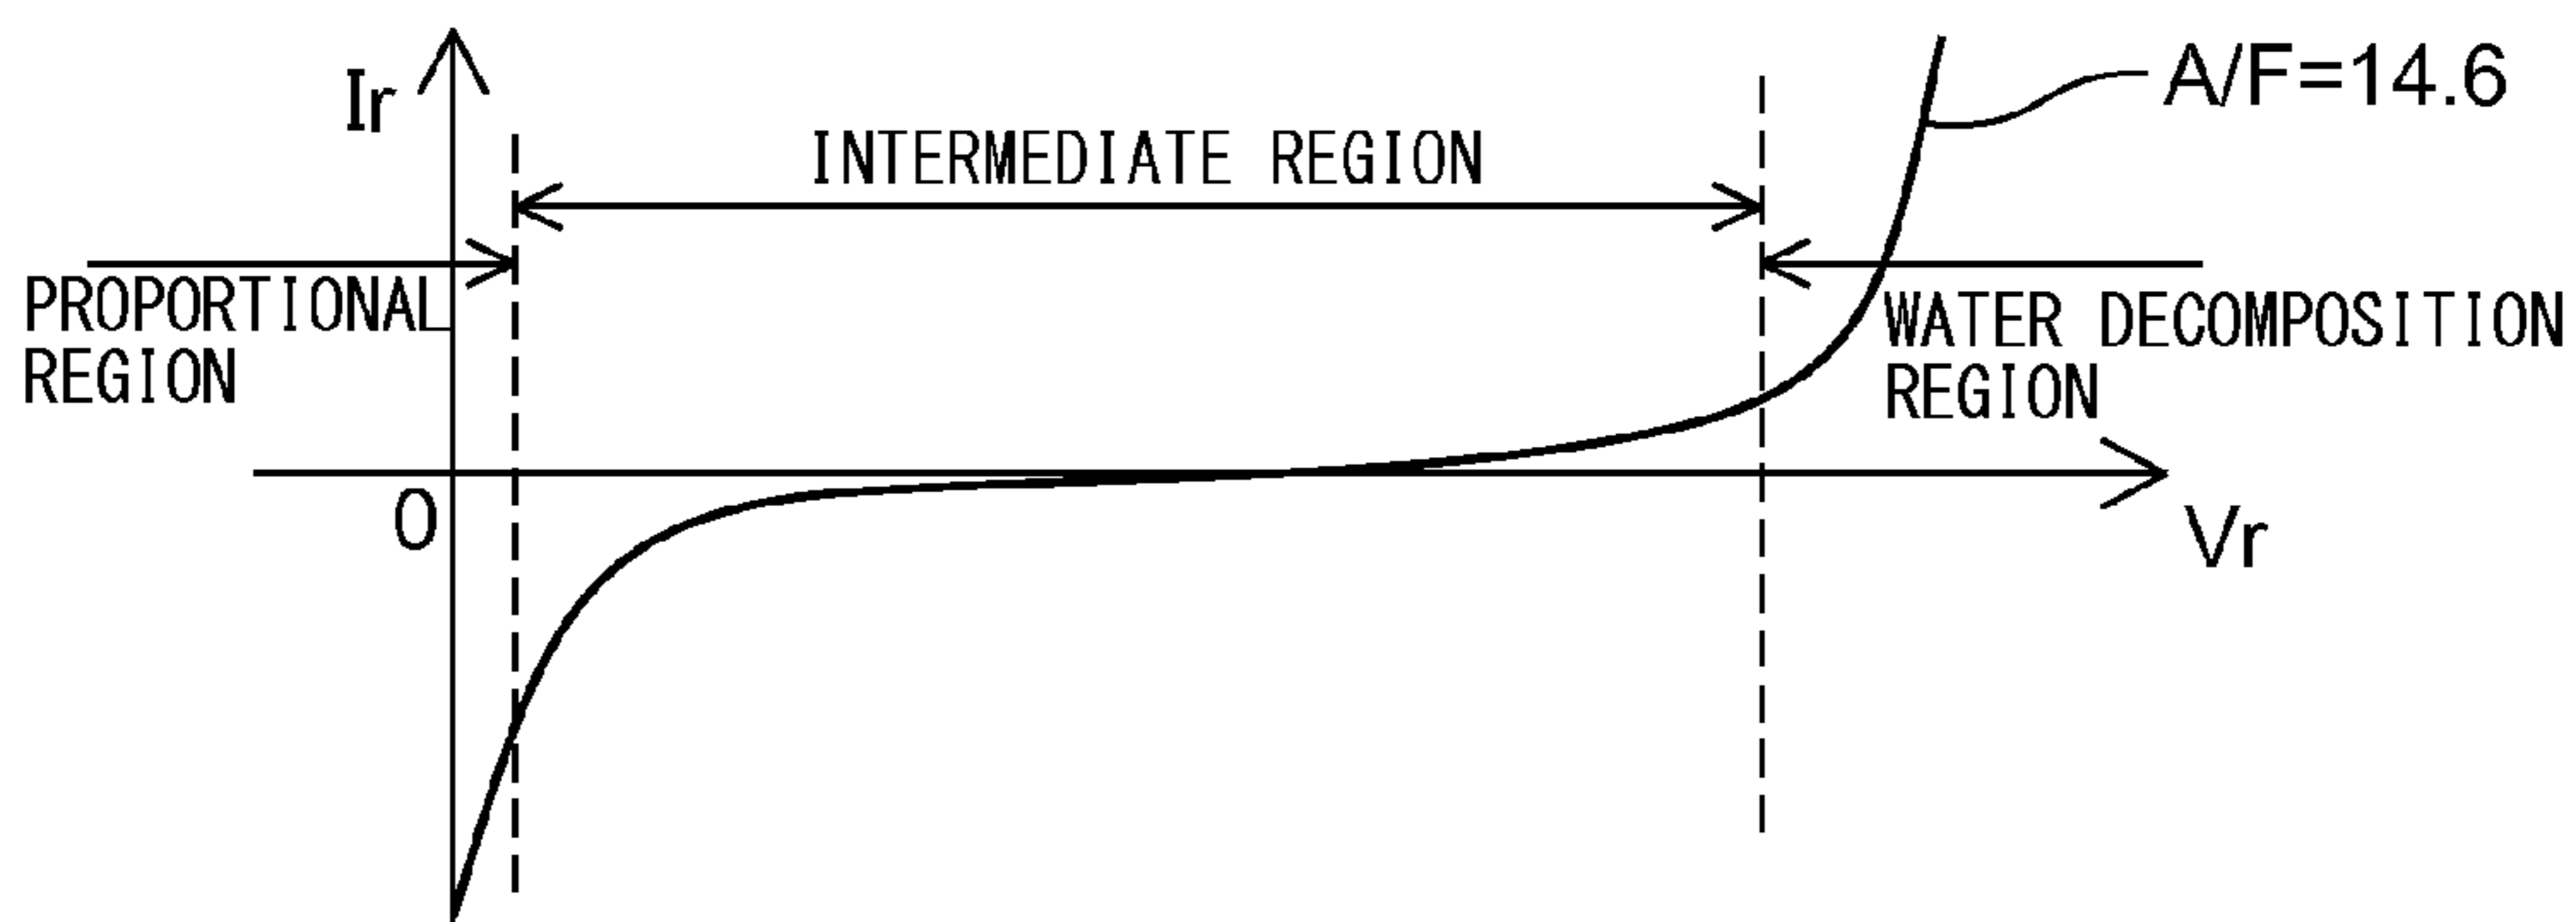 Ir
A/F=14.6
INTERMEDIATE REGION
PROPORTIONAL
REGION
WATER DECOMPOSITION
REGION
0
Vr